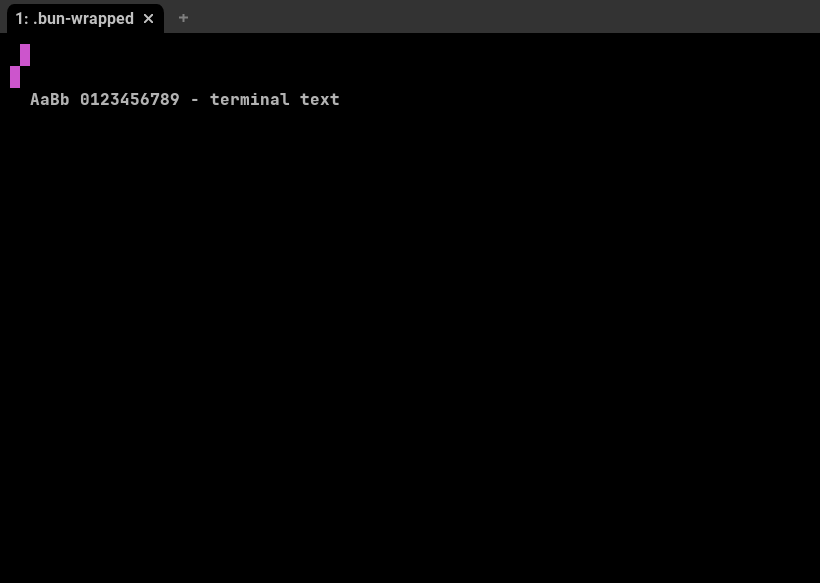 1: .bun-wrapped × +
AaBb 0123456789 - terminal text